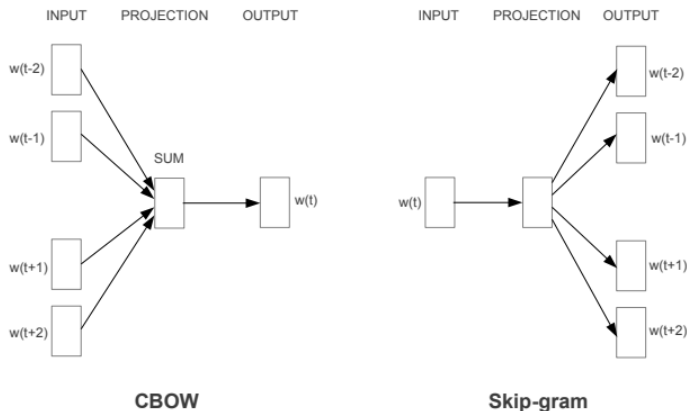 INPUT PROJECTION OUTPUT
w(t-2)
w(t-1)
SUM
w(t)
w(t+1)
w(t+2)
CBOW
INPUT PROJECTION OUTPUT
w(t-2)
w(t-1)
w(t)
w(t+1)
w(t+2)
Skip-gram